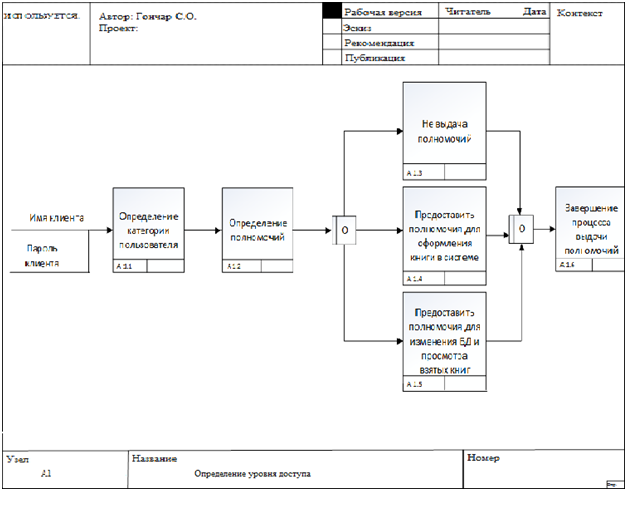 ИСПОЛЬЗУЕТСЯ:
Автор: Гончар С.О.
Проект:
Рабочая версия
Эскиз
Рекомендация
Публикация
Читатель
Дата
Контекст
Имя клиента
Пароль
клиента
Определение
категории
пользователя
А 1.1
Определение
полномочий
А 1.2
О
Не выдача
полномочий
А 1.3
Предоставить
полномочия для
оформления
книги в системе
А 1.4
Предоставить
полномочия для
изменения БД и
просмотра
взятых книг
А 1.5
О
Завершение
процесса
выдачи
полномочий
А 1.6
Узел
А1
Название
Определение уровня доступа
Номер